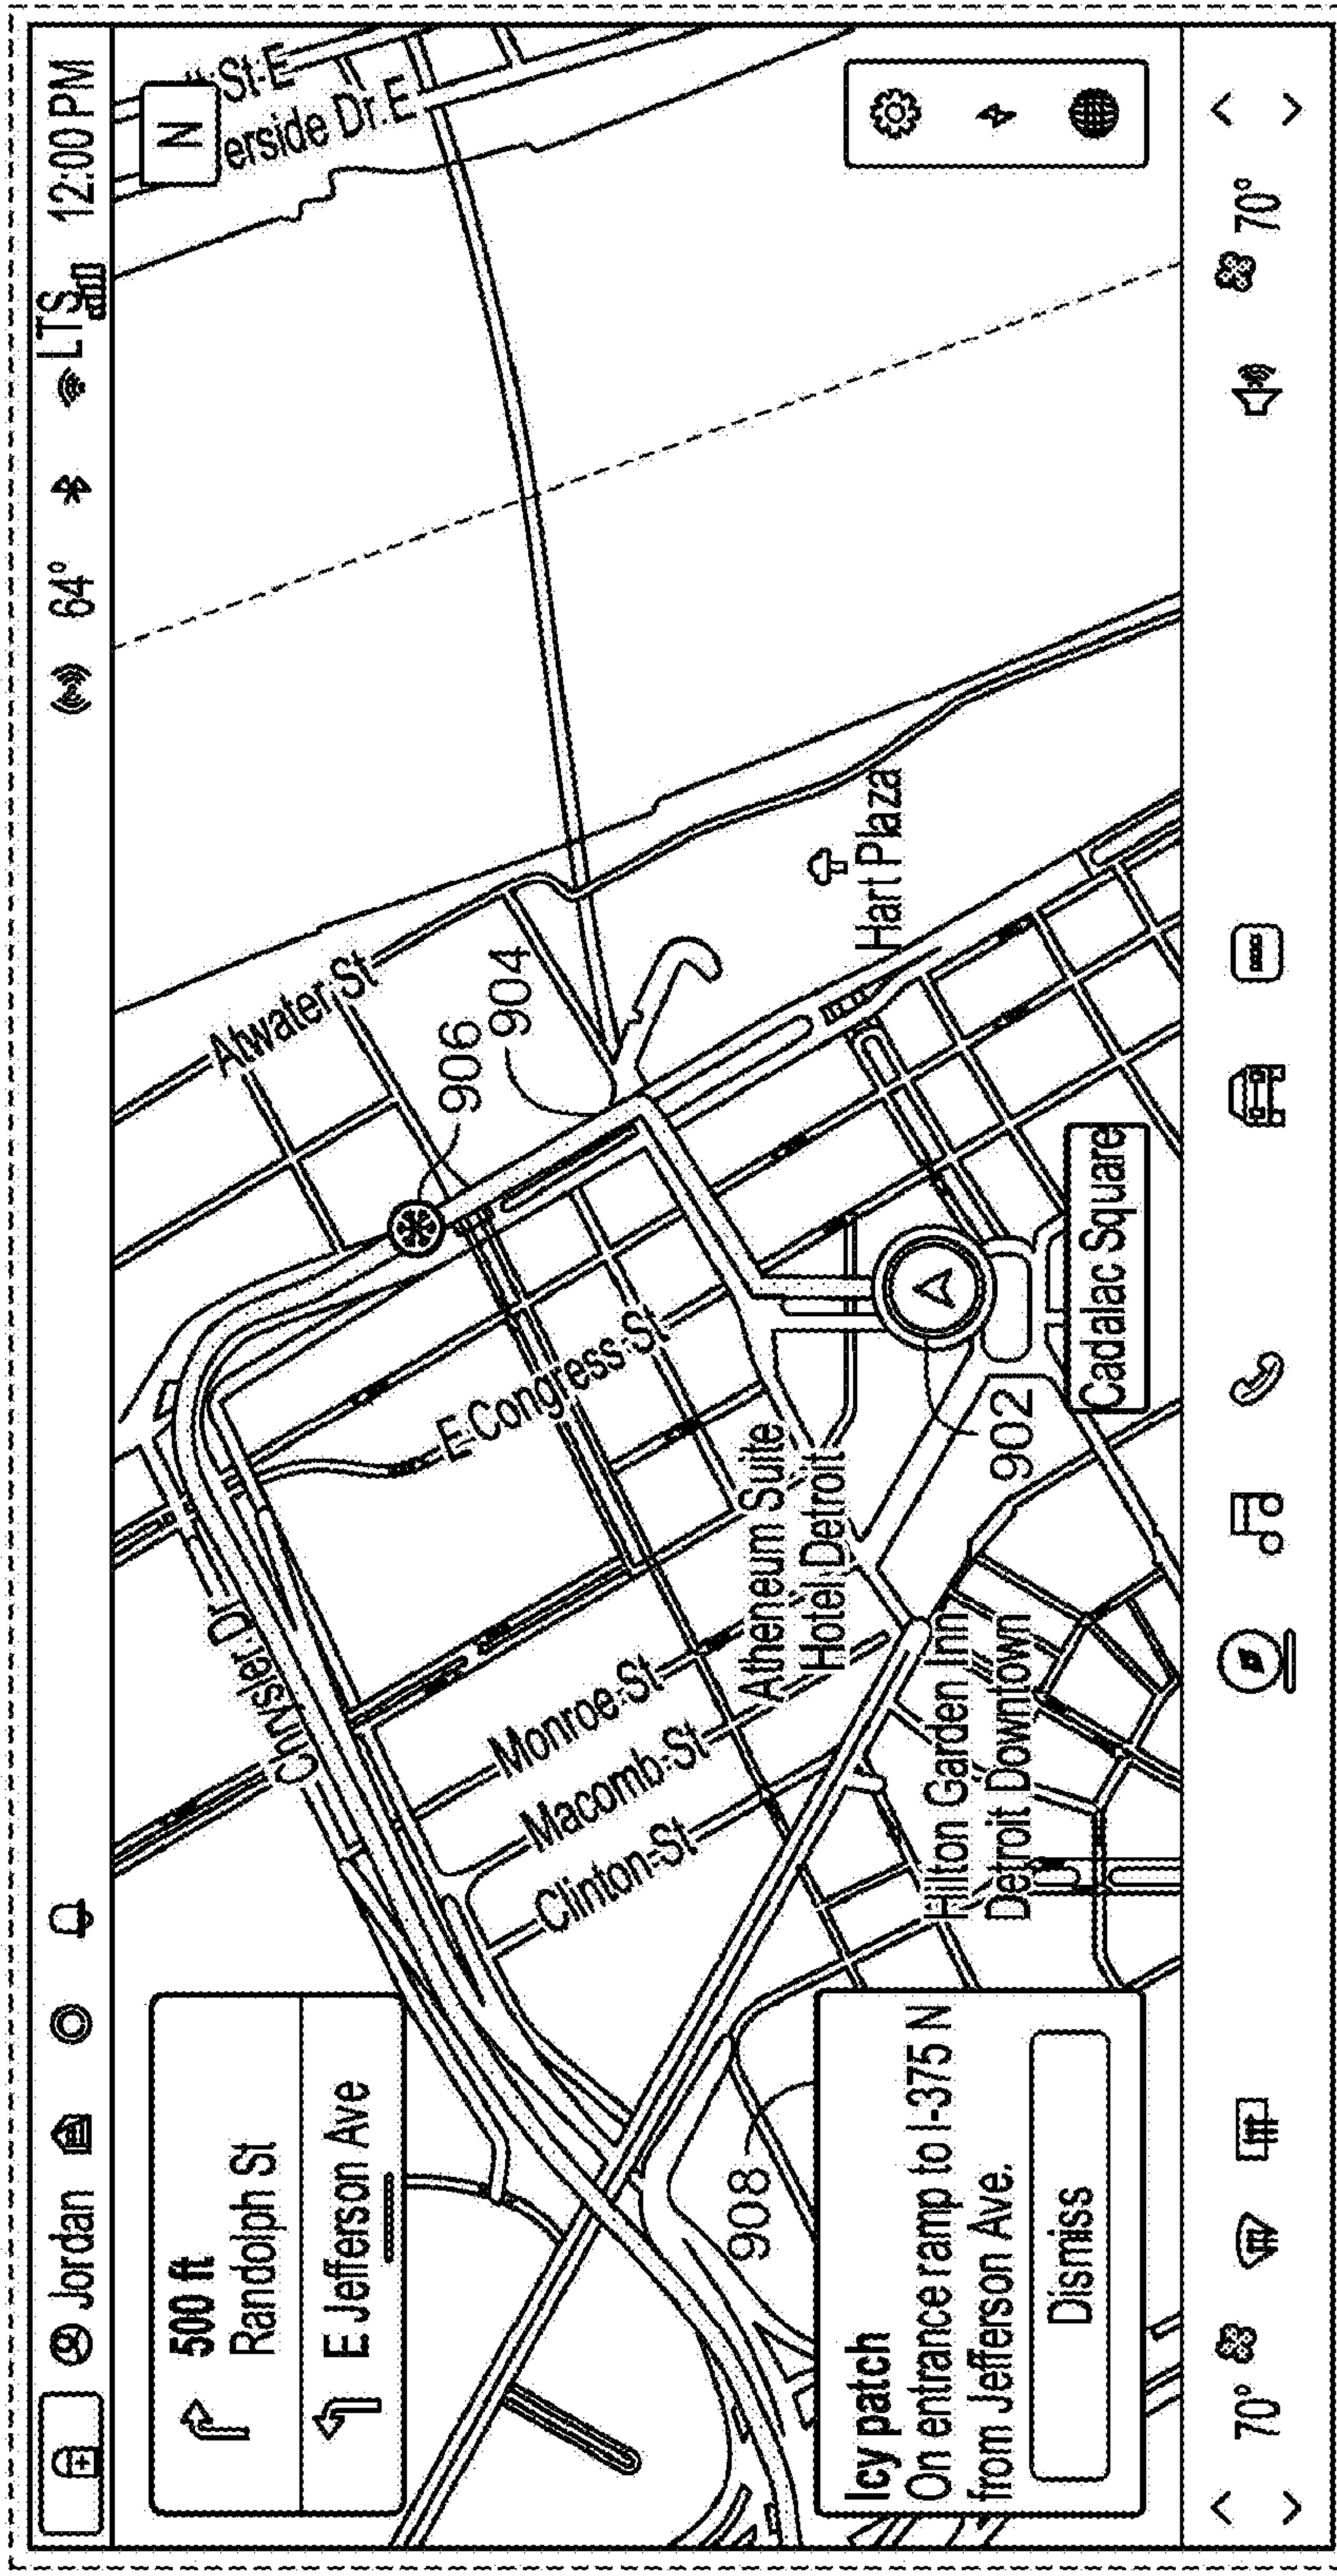 Jordan
64°
LTS
12:00 PM
500 ft
Randolph St
E Jefferson Ave
N
St E
erside Dr.E
Chrysler.Dr
Atwater St
906
904
E Congress St
Monroe St
Macomb St
Clinton St
Atheneum Suite
Hotel Detroit
Hart Plaza
902
Cadalac Square
Hilton Garden Inn
Detroit Downtown
908
Icy patch
On entrance ramp to I-375 N
from Jefferson Ave.
Dismiss
70°
70°